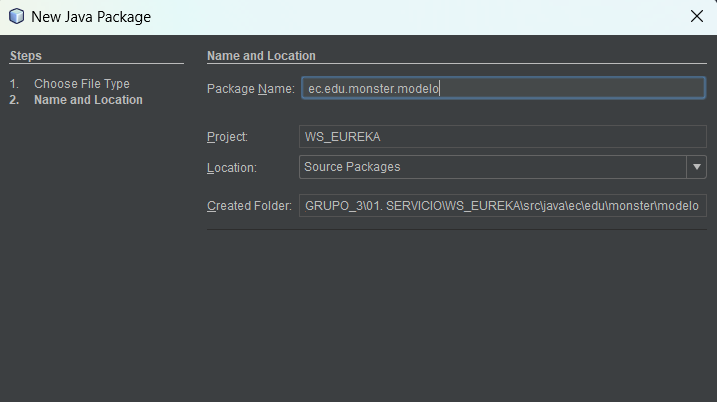 New Java Package
Steps
1. Choose File Type
2. Name and Location
Name and Location
Package Name: ec.edu.monster.modelo
Project: WS_EUREKA
Location: Source Packages
Created Folder: GRUPO_3\01. SERVICIO\WS_EUREKA\src\java\ec\edu\monster\modelo